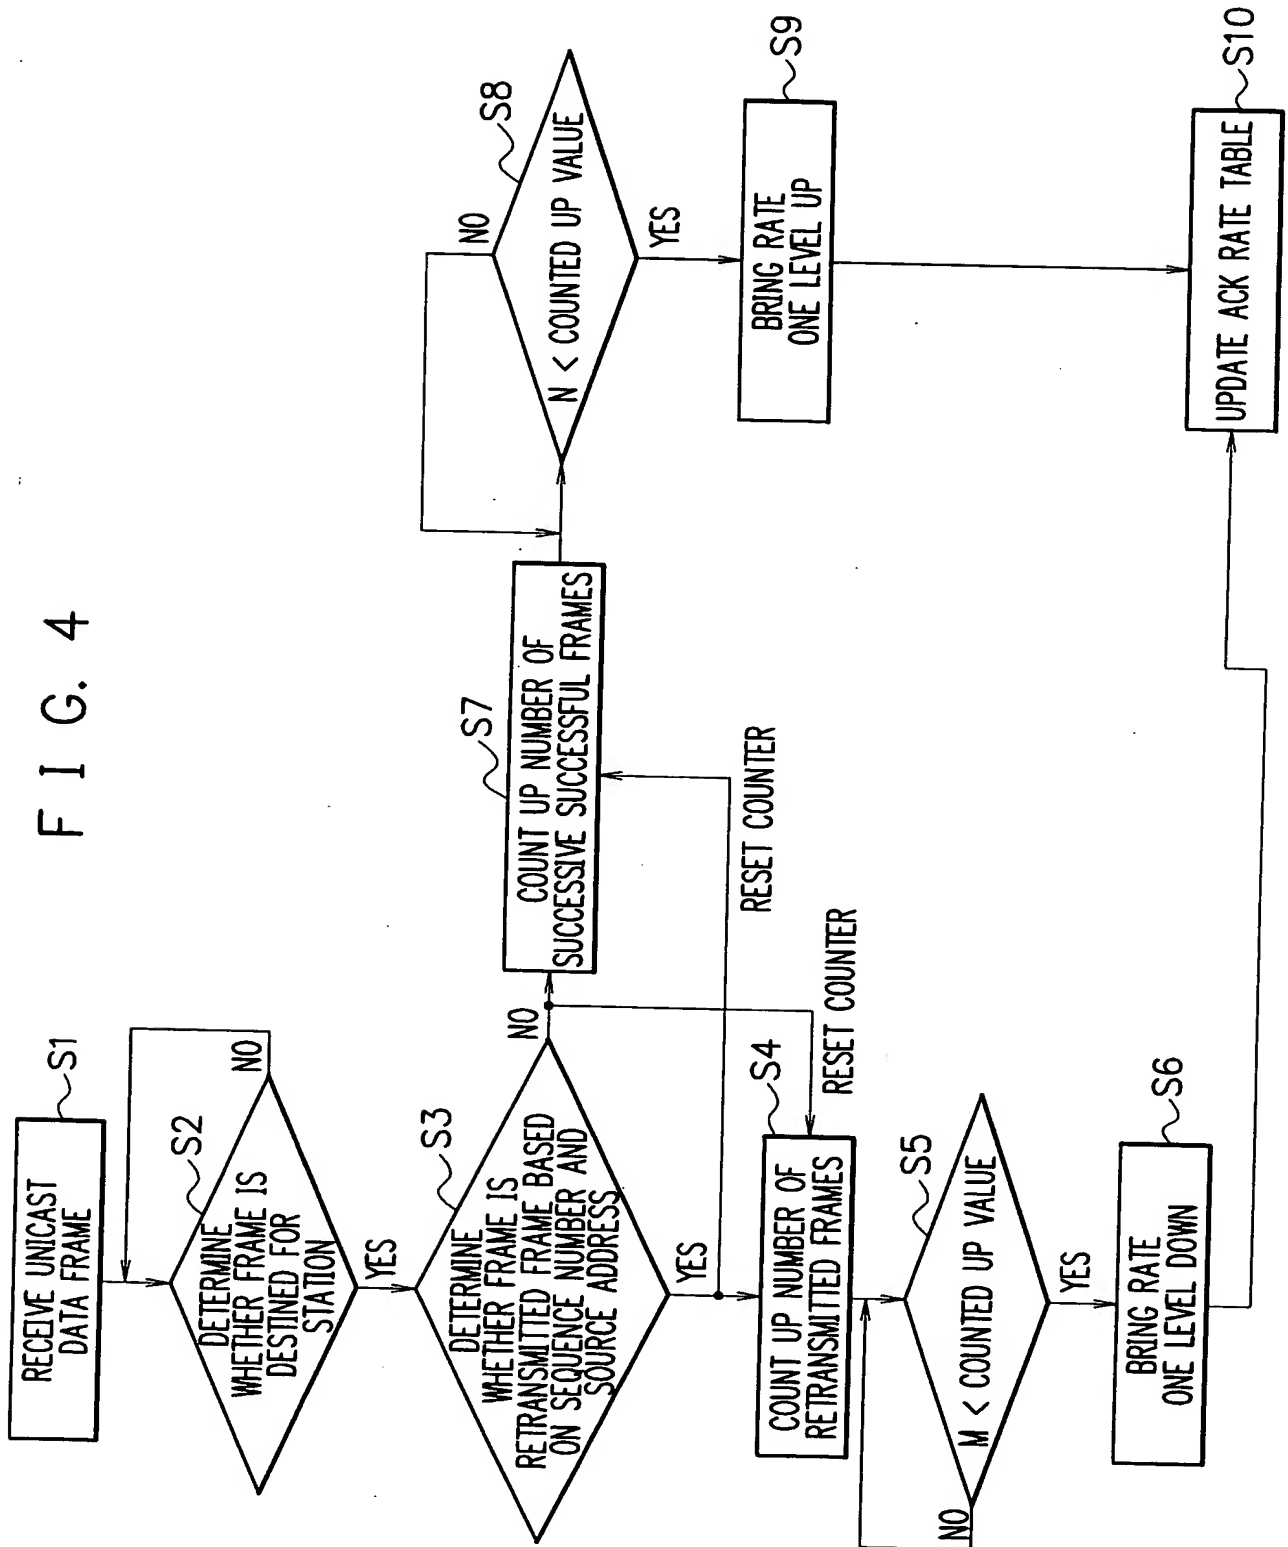 F I G. 4
RECEIVE UNICAST
DATA FRAME
S1
DETERMINE
WHETHER FRAME IS
DESTINED FOR
STATION
S2
NO
YES
DETERMINE
WHETHER FRAME IS
RETRANSMITTED FRAME BASED
ON SEQUENCE NUMBER AND
SOURCE ADDRESS
S3
NO
YES
COUNT UP NUMBER OF
RETRANSMITTED FRAMES
S4
RESET COUNTER
RESET COUNTER
M < COUNTED UP VALUE
S5
NO
YES
BRING RATE
ONE LEVEL DOWN
S6
COUNT UP NUMBER OF
SUCCESSIVE SUCCESSFUL FRAMES
S7
N < COUNTED UP VALUE
S8
NO
YES
BRING RATE
ONE LEVEL UP
S9
UPDATE ACK RATE TABLE
S10